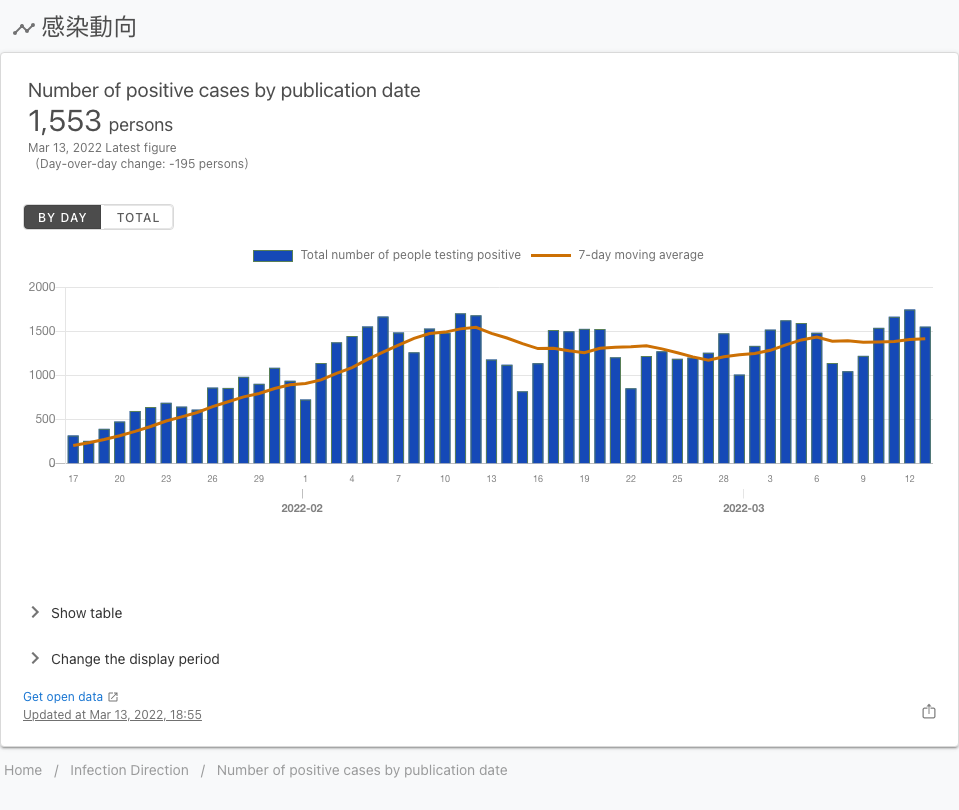 感染動向
Number of positive cases by publication date
1,553 persons
Mar 13, 2022 Latest figure
(Day-over-day change: -195 persons)
BY DAY TOTAL
Total number of people testing positive 7-day moving average
2000
1500
1000
500
0
17 20 23 26 29 1 4 7 10 13 16 19 22 25 28 3 6 9 12
2022-02 2022-03
Show table
Change the display period
Get open data
Updated at Mar 13, 2022, 18:55
Home / Infection Direction / Number of positive cases by publication date